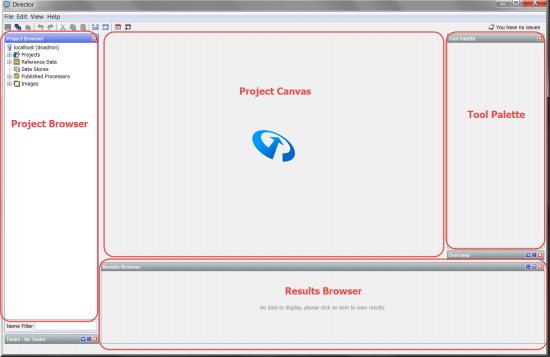 Director
File Edit View Help
You have no issues
Project Browser
localhost (dnadmin)
Projects
Reference Data
Data Stores
Published Processors
Images
Project Browser
Name Filter
Tasks - No Tasks
Project Canvas
Tool Palette
Tool Palette
Overview
Results Browser
Results Browser
No data to display, please click an item to view results.